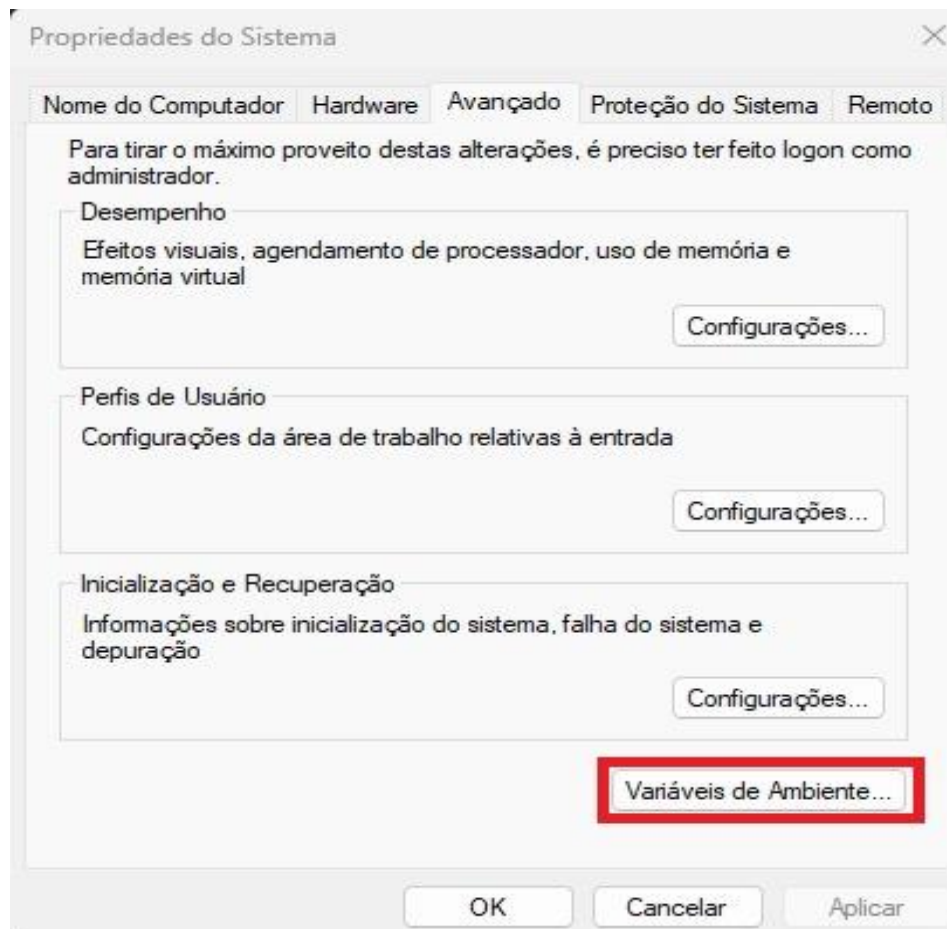 Propriedades do Sistema
Nome do Computador Hardware Avançado Proteção do Sistema Remoto
Para tirar o máximo proveito destas alterações, é preciso ter feito logon como
administrador.
Desempenho
Efeitos visuais, agendamento de processador, uso de memória e
memória virtual
Configurações...
Perfis de Usuário
Configurações da área de trabalho relativas à entrada
Configurações...
Inicialização e Recuperação
Informações sobre inicialização do sistema, falha do sistema e
depuração
Configurações...
Variáveis de Ambiente...
OK Cancelar Aplicar